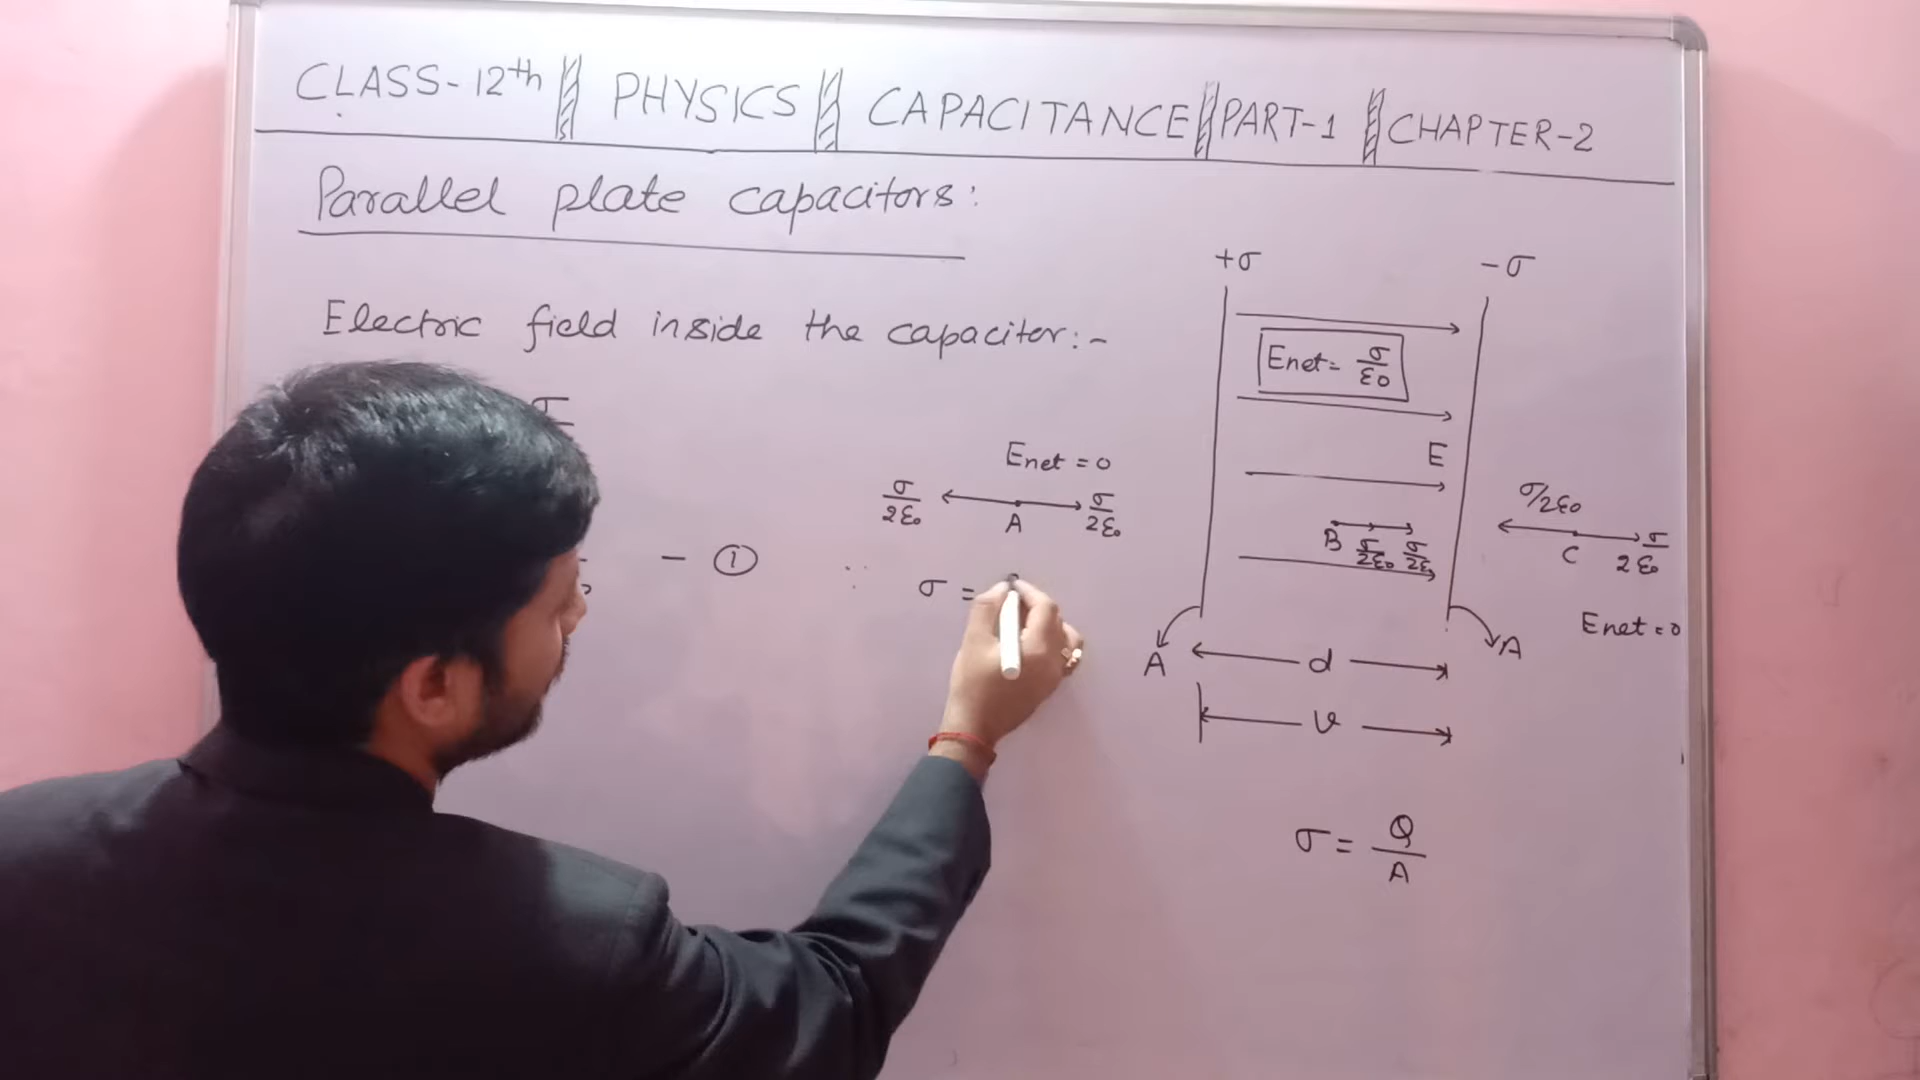 CLASS-12th || PHYSICS || CAPACITANCE || PART-1 || CHAPTER-2
Parallel plate capacitors:
Electric field inside the capacitor:-
σ
- ①
∵ σ =
Enet = 0
σ/2ε₀ A σ/2ε₀
+σ -σ
Enet = σ/ε₀
E
B σ/2ε₀ σ/2ε₀
σ/2ε₀ C σ/2ε₀
Enet = 0
A d A
v
σ = Q/A